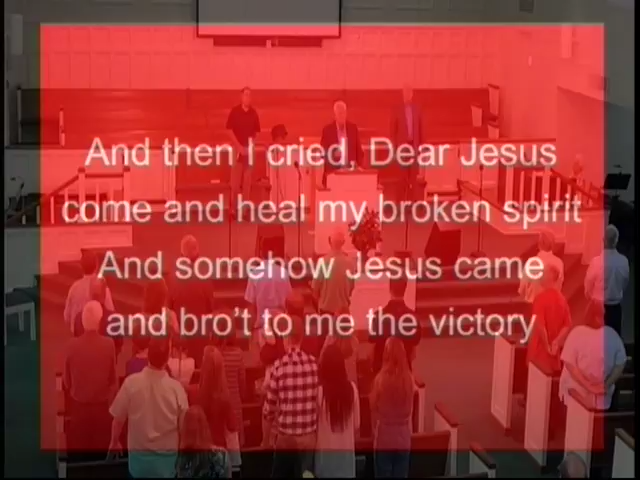 And then I cried, Dear Jesus
come and heal my broken spirit
And somehow Jesus came
and bro't to me the victory